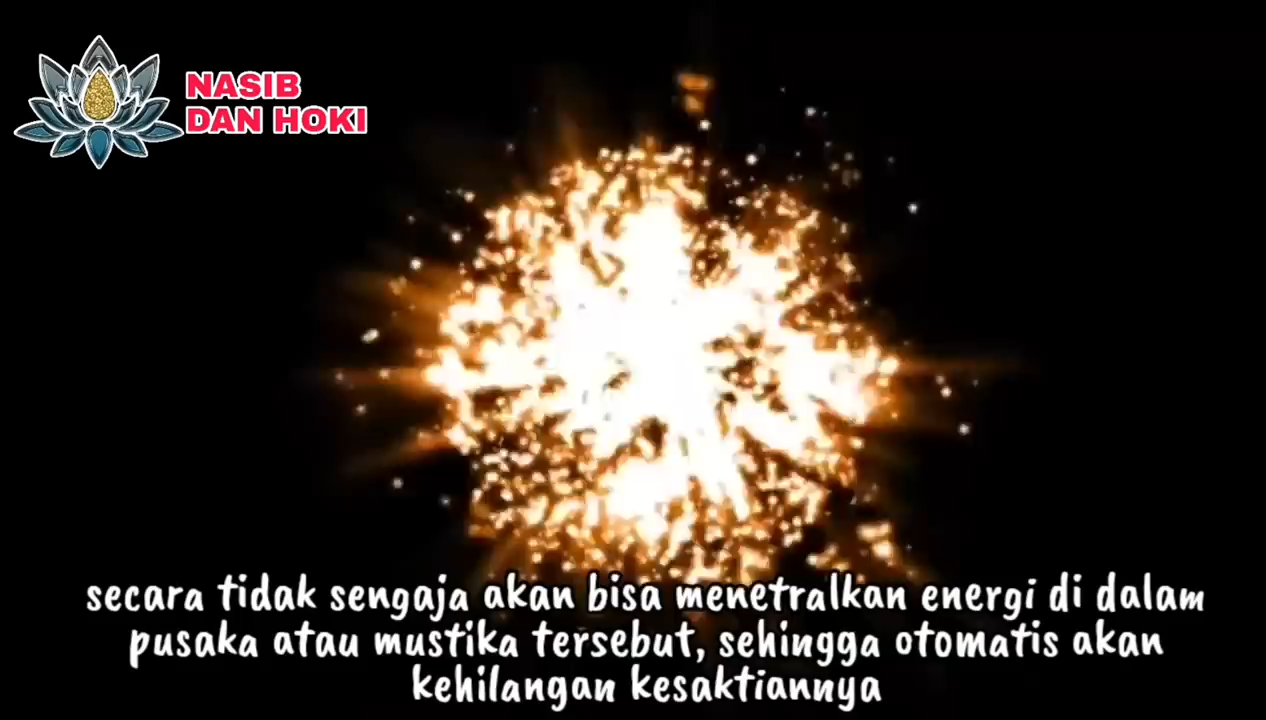 NASIB
DAN HOKI
secara tidak sengaja akan bisa menetralkan energi di dalam
pusaka atau mustika tersebut, sehingga otomatis akan
kehilangan kesaktiannya